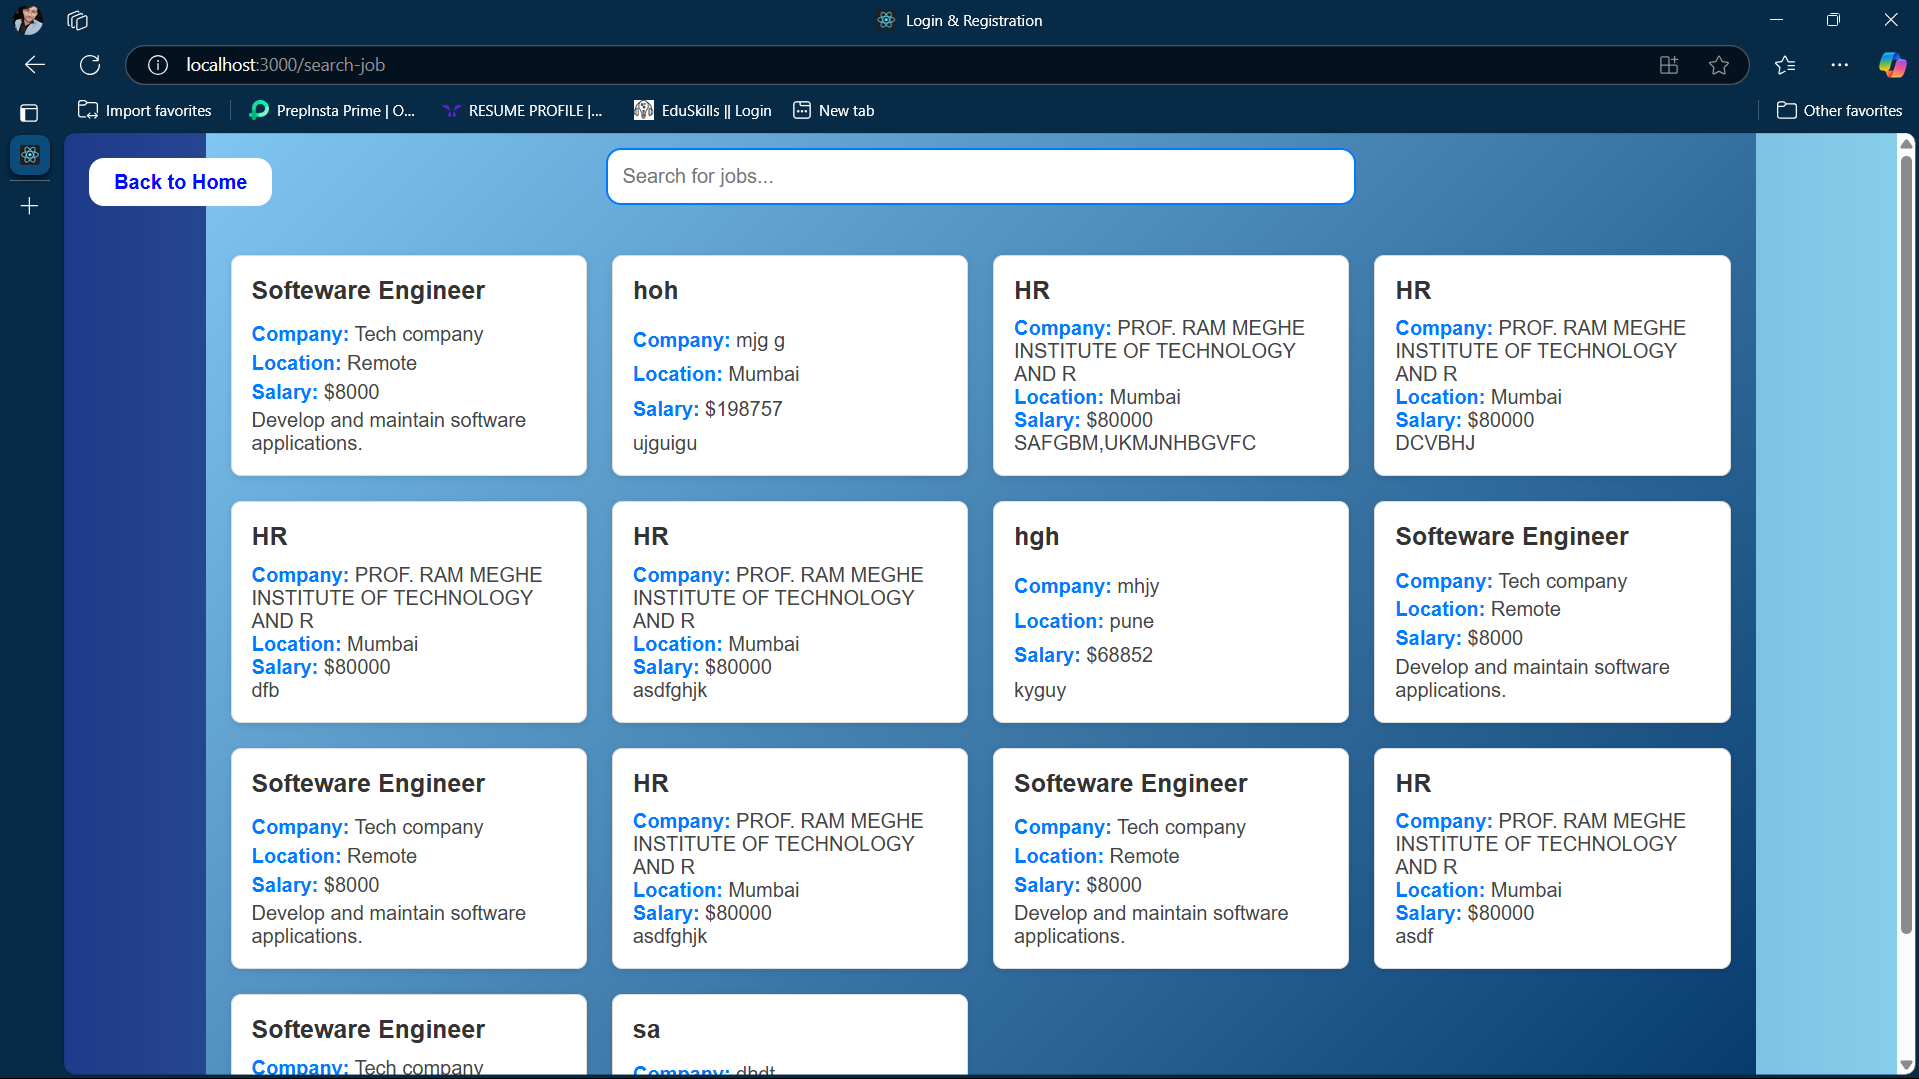 Login & Registration
localhost:3000/search-job
Import favorites
PrepInsta Prime | O...
RESUME PROFILE |...
EduSkills || Login
New tab
Other favorites
Back to Home
Search for jobs...
Softeware Engineer
Company: Tech company
Location: Remote
Salary: $8000
Develop and maintain software
applications.
hoh
Company: mjg g
Location: Mumbai
Salary: $198757
ujguigu
HR
Company: PROF. RAM MEGHE
INSTITUTE OF TECHNOLOGY
AND R
Location: Mumbai
Salary: $80000
SAFGBM,UKMJNHBGVFC
HR
Company: PROF. RAM MEGHE
INSTITUTE OF TECHNOLOGY
AND R
Location: Mumbai
Salary: $80000
DCVBHJ
HR
Company: PROF. RAM MEGHE
INSTITUTE OF TECHNOLOGY
AND R
Location: Mumbai
Salary: $80000
dfb
HR
Company: PROF. RAM MEGHE
INSTITUTE OF TECHNOLOGY
AND R
Location: Mumbai
Salary: $80000
asdfghjk
hgh
Company: mhjy
Location: pune
Salary: $68852
kyguy
Softeware Engineer
Company: Tech company
Location: Remote
Salary: $8000
Develop and maintain software
applications.
Softeware Engineer
Company: Tech company
Location: Remote
Salary: $8000
Develop and maintain software
applications.
HR
Company: PROF. RAM MEGHE
INSTITUTE OF TECHNOLOGY
AND R
Location: Mumbai
Salary: $80000
asdfghjk
Softeware Engineer
Company: Tech company
Location: Remote
Salary: $8000
Develop and maintain software
applications.
HR
Company: PROF. RAM MEGHE
INSTITUTE OF TECHNOLOGY
AND R
Location: Mumbai
Salary: $80000
asdf
Softeware Engineer
Company: Tech company
sa
Company: dhdt